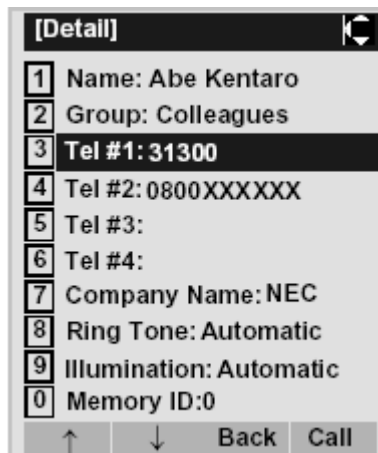 [Detail]
1 Name: Abe Kentaro
2 Group: Colleagues
3 Tel #1: 31300
4 Tel #2: 0800XXXXXX
5 Tel #3:
6 Tel #4:
7 Company Name: NEC
8 Ring Tone: Automatic
9 Illumination: Automatic
0 Memory ID:0
↑ ↓ Back Call